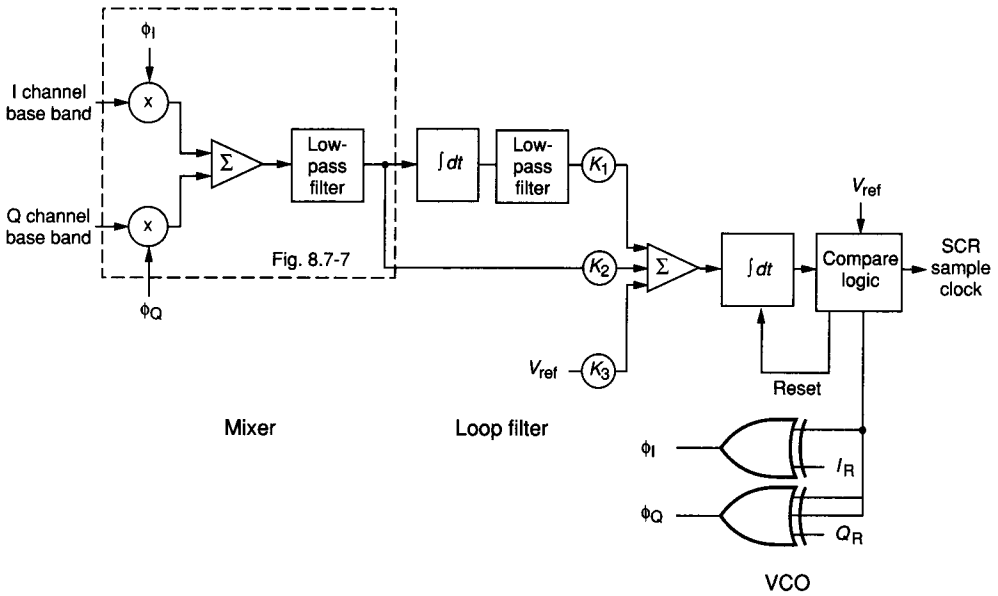 ϕI
I channel
base band
x
Σ
Low-
pass
filter
∫ dt
Low-
pass
filter
K1
Q channel
base band
x
Fig. 8.7-7
ϕQ
K2
Σ
∫ dt
Vref
Compare
logic
SCR
sample
clock
Vref
K3
Reset
Mixer
Loop filter
ϕI
IR
ϕQ
QR
VCO